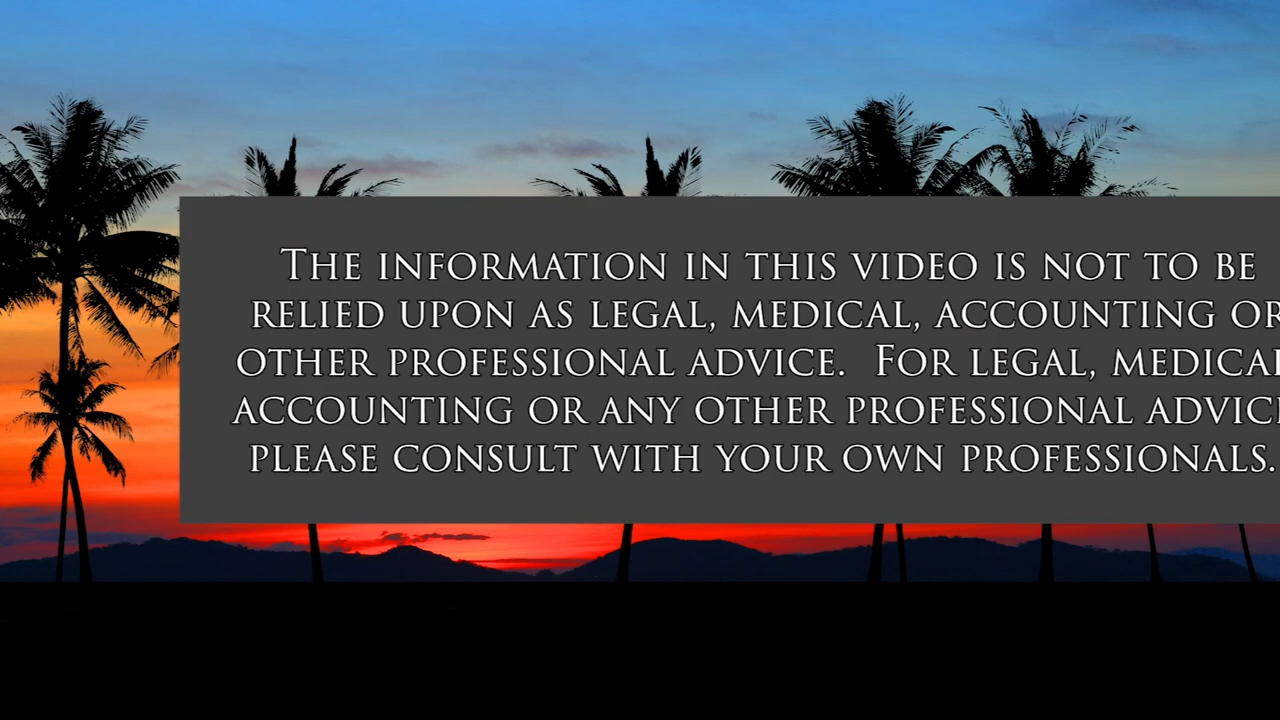 The information in this video is not to be
relied upon as legal, medical, accounting or
other professional advice. For legal, medical
accounting or any other professional advice
please consult with your own professionals.